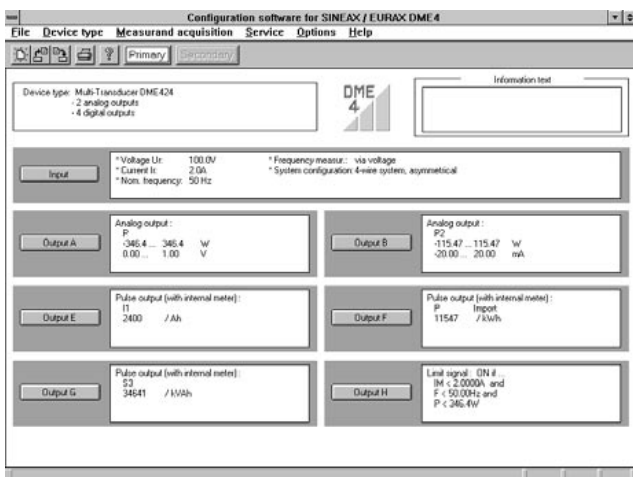 Configuration software for SINEAX / EURAX DME4
File Device type Measurand acquisition Service Options Help
? Primary Secondary
Device type: Multi-Transducer DME424
- 2 analog outputs
- 4 digital outputs
DME
4
Information text
Input
* Voltage Ur: 100.0V * Frequency measur.: via voltage
* Current Ir: 2.0A * System configuration: 4-wire system, asymmetrical
* Nom. frequency: 50 Hz
Output A
Analog output :
P
-346.4 ... 346.4 W
0.00 ... 1.00 V
Output B
Analog output :
P2
-115.47 ... 115.47 W
-20.00 ... 20.00 mA
Output E
Pulse output (with internal meter) :
I1
2400 / Ah
Output F
Pulse output (with internal meter) :
P Import
11547 / kWh
Output G
Pulse output (with internal meter) :
S3
34641 / kVAh
Output H
Limit signal : ON if ...
IM < 2.0000A and
F < 50.00Hz and
P < 346.4W